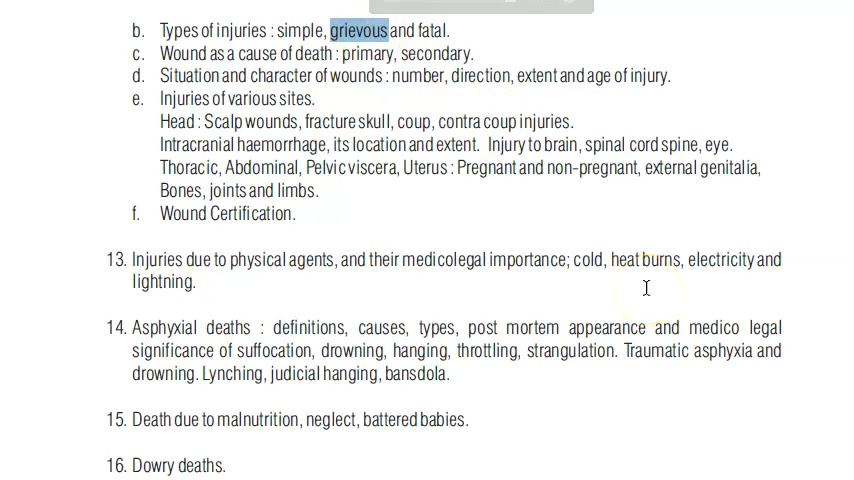 b. Types of injuries : simple, grievous and fatal.
c. Wound as a cause of death : primary, secondary.
d. Situation and character of wounds : number, direction, extent and age of injury.
e. Injuries of various sites.
Head : Scalp wounds, fracture skull, coup, contra coup injuries.
Intracranial haemorrhage, its location and extent. Injury to brain, spinal cord spine, eye.
Thoracic, Abdominal, Pelvic viscera, Uterus : Pregnant and non-pregnant, external genitalia,
Bones, joints and limbs.
f. Wound Certification.
13. Injuries due to physical agents, and their medicolegal importance; cold, heat burns, electricity and
lightning.
14. Asphyxial deaths : definitions, causes, types, post mortem appearance and medico legal
significance of suffocation, drowning, hanging, throttling, strangulation. Traumatic asphyxia and
drowning. Lynching, judicial hanging, bansdola.
15. Death due to malnutrition, neglect, battered babies.
16. Dowry deaths.